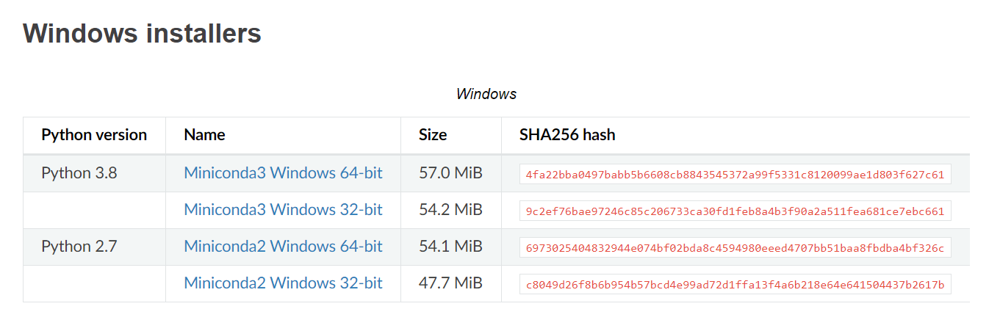 Windows installers
Windows
Python version Name Size SHA256 hash
Python 3.8 Miniconda3 Windows 64-bit 57.0 MiB 4fa22bba0497babb5b6608cb8843545372a99f5331c8120099ae1d803f627c61
Miniconda3 Windows 32-bit 54.2 MiB 9c2ef76bae97246c85c206733ca30fd1feb8a4b3f90a2a511fea681ce7ebc661
Python 2.7 Miniconda2 Windows 64-bit 54.1 MiB 6973025404832944e074bf02bda8c4594980eeed4707bb51baa8fbdba4bf326c
Miniconda2 Windows 32-bit 47.7 MiB c8049d26f8b6b954b57bcd4e99ad72d1ffa13f4a6b218e64e641504437b2617b